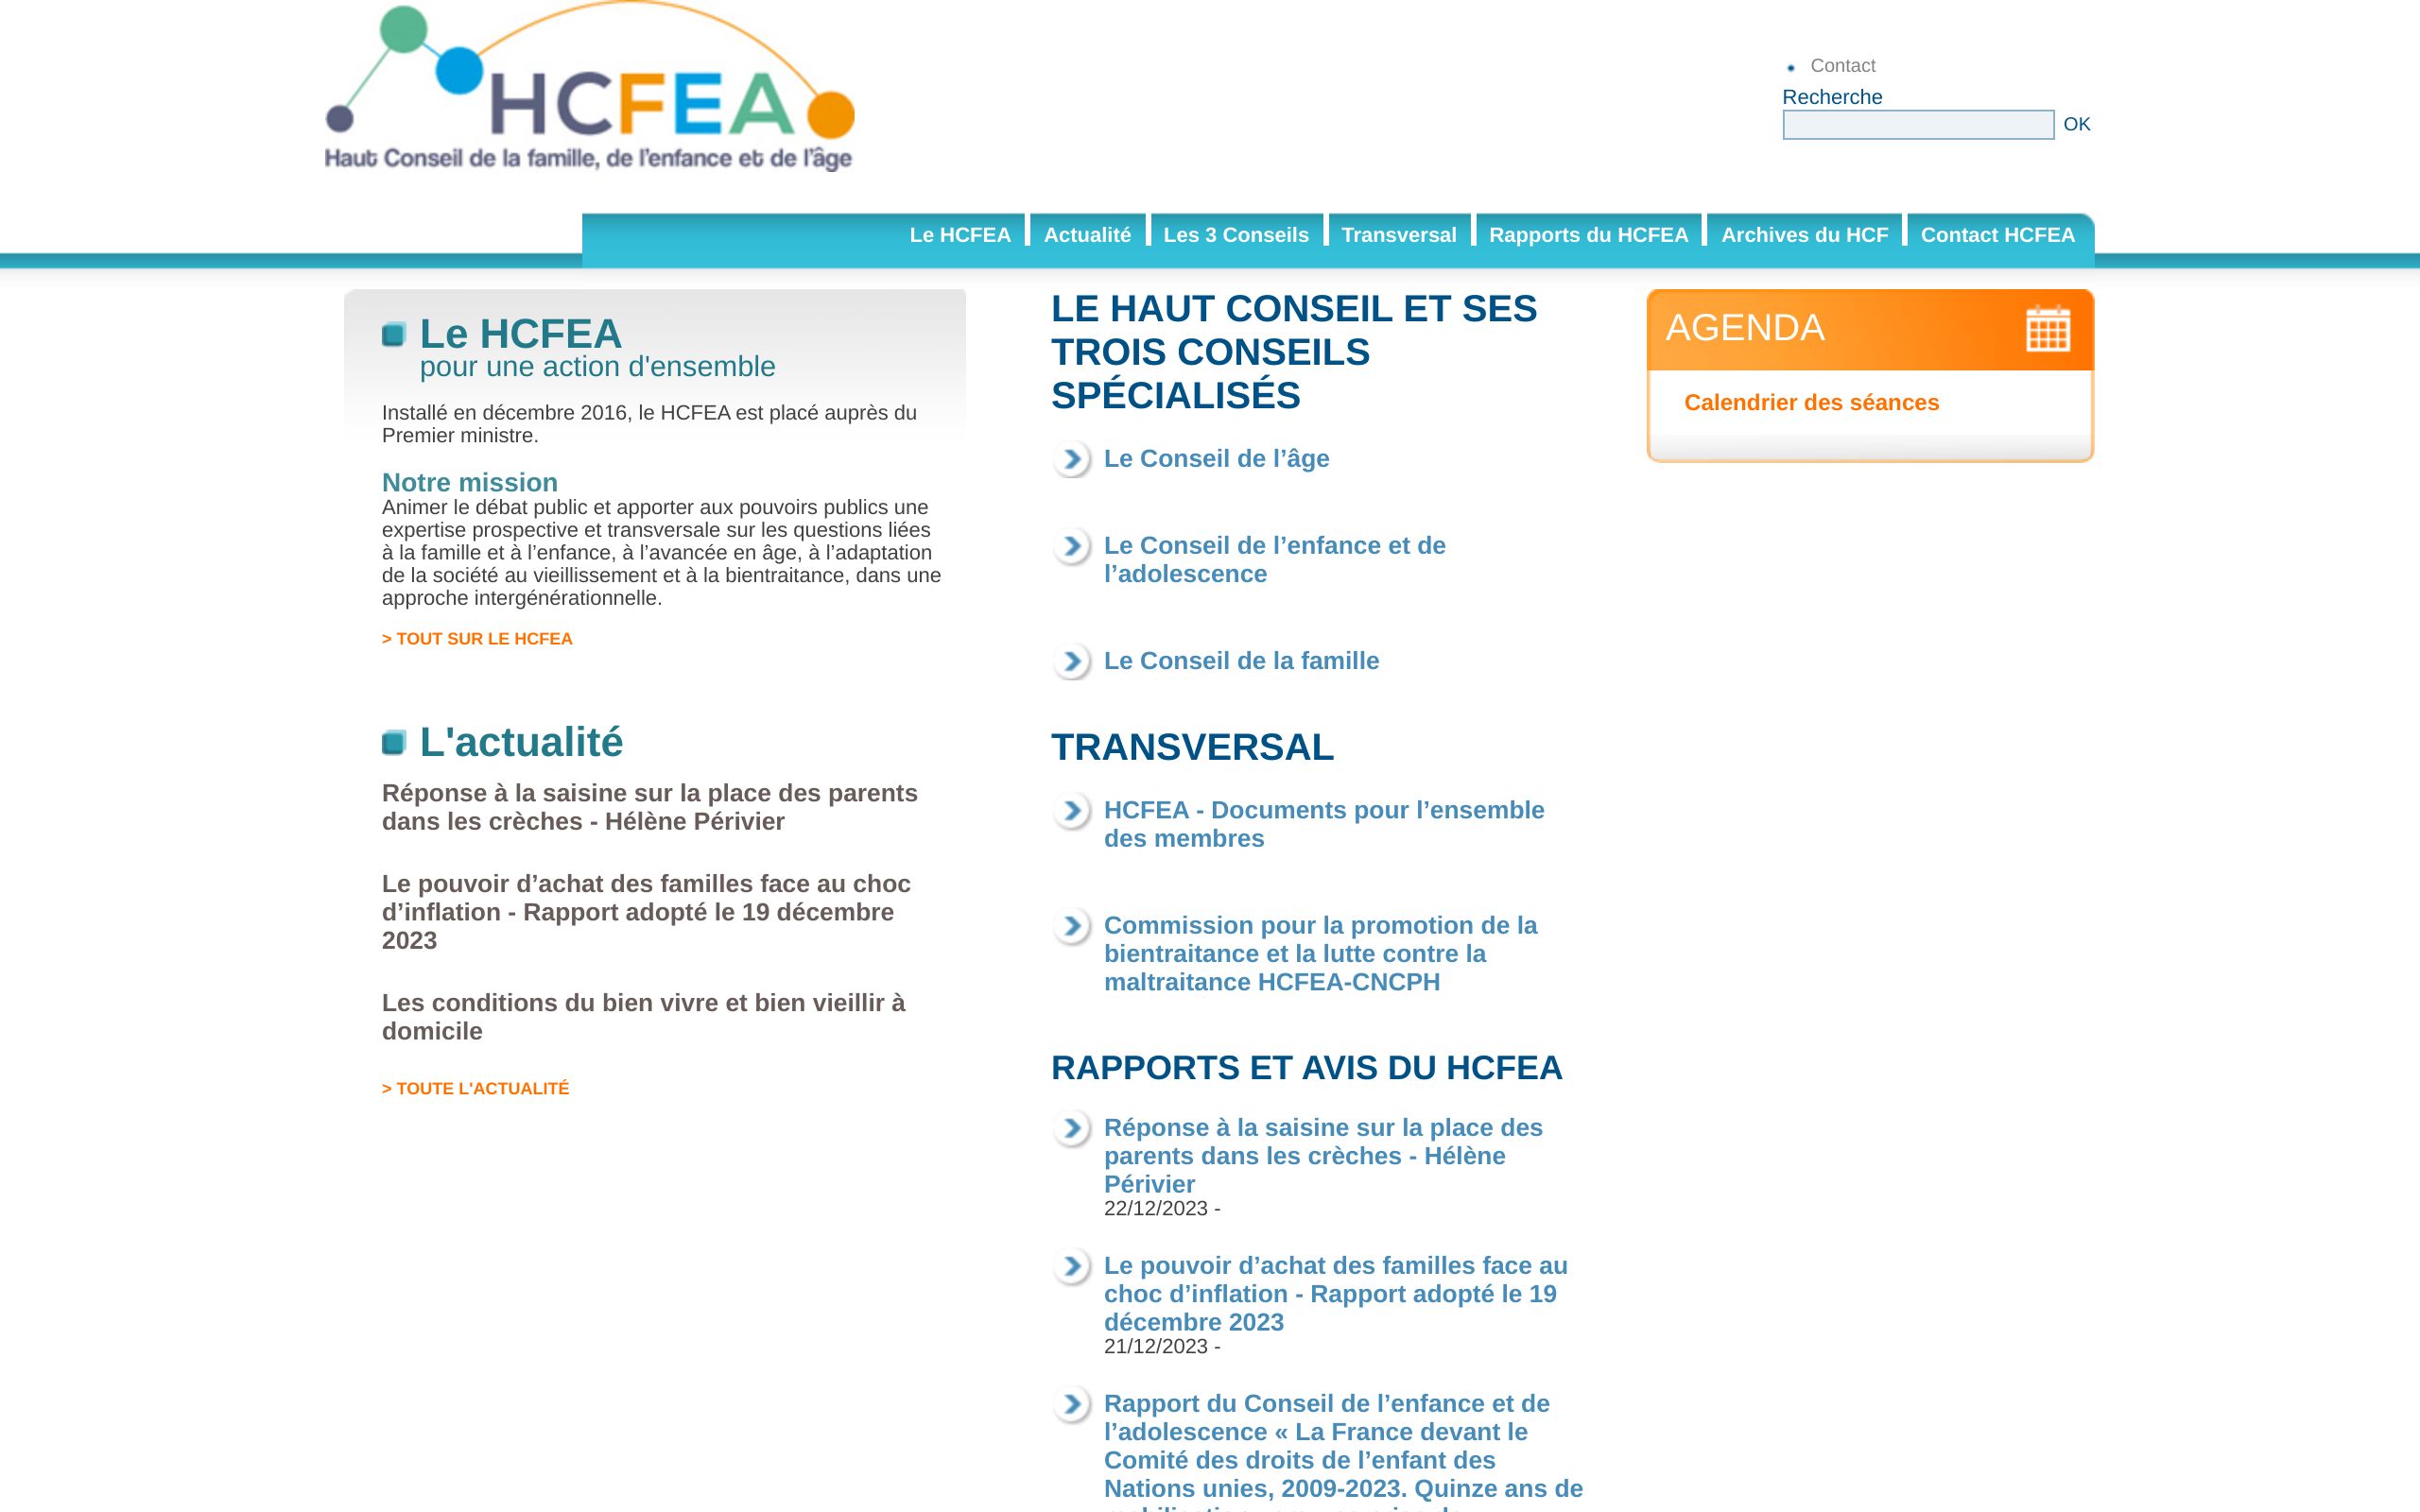 HCFEA
Haut Conseil de la famille, de l'enfance et de l'âge
Contact
Recherche
OK
Le HCFEA
Actualité
Les 3 Conseils
Transversal
Rapports du HCFEA
Archives du HCF
Contact HCFEA
Le HCFEA
pour une action d'ensemble
Installé en décembre 2016, le HCFEA est placé auprès du
Premier ministre.
Notre mission
Animer le débat public et apporter aux pouvoirs publics une
expertise prospective et transversale sur les questions liées
à la famille et à l’enfance, à l’avancée en âge, à l’adaptation
de la société au vieillissement et à la bientraitance, dans une
approche intergénérationnelle.
> TOUT SUR LE HCFEA
L'actualité
Réponse à la saisine sur la place des parents
dans les crèches - Hélène Périvier
Le pouvoir d’achat des familles face au choc
d’inflation - Rapport adopté le 19 décembre
2023
Les conditions du bien vivre et bien vieillir à
domicile
> TOUTE L'ACTUALITÉ
LE HAUT CONSEIL ET SES
TROIS CONSEILS
SPÉCIALISÉS
Le Conseil de l’âge
Le Conseil de l’enfance et de
l’adolescence
Le Conseil de la famille
TRANSVERSAL
HCFEA - Documents pour l’ensemble
des membres
Commission pour la promotion de la
bientraitance et la lutte contre la
maltraitance HCFEA-CNCPH
RAPPORTS ET AVIS DU HCFEA
Réponse à la saisine sur la place des
parents dans les crèches - Hélène
Périvier
22/12/2023 -
Le pouvoir d’achat des familles face au
choc d’inflation - Rapport adopté le 19
décembre 2023
21/12/2023 -
Rapport du Conseil de l’enfance et de
l’adolescence « La France devant le
Comité des droits de l’enfant des
Nations unies, 2009-2023. Quinze ans de
AGENDA
Calendrier des séances